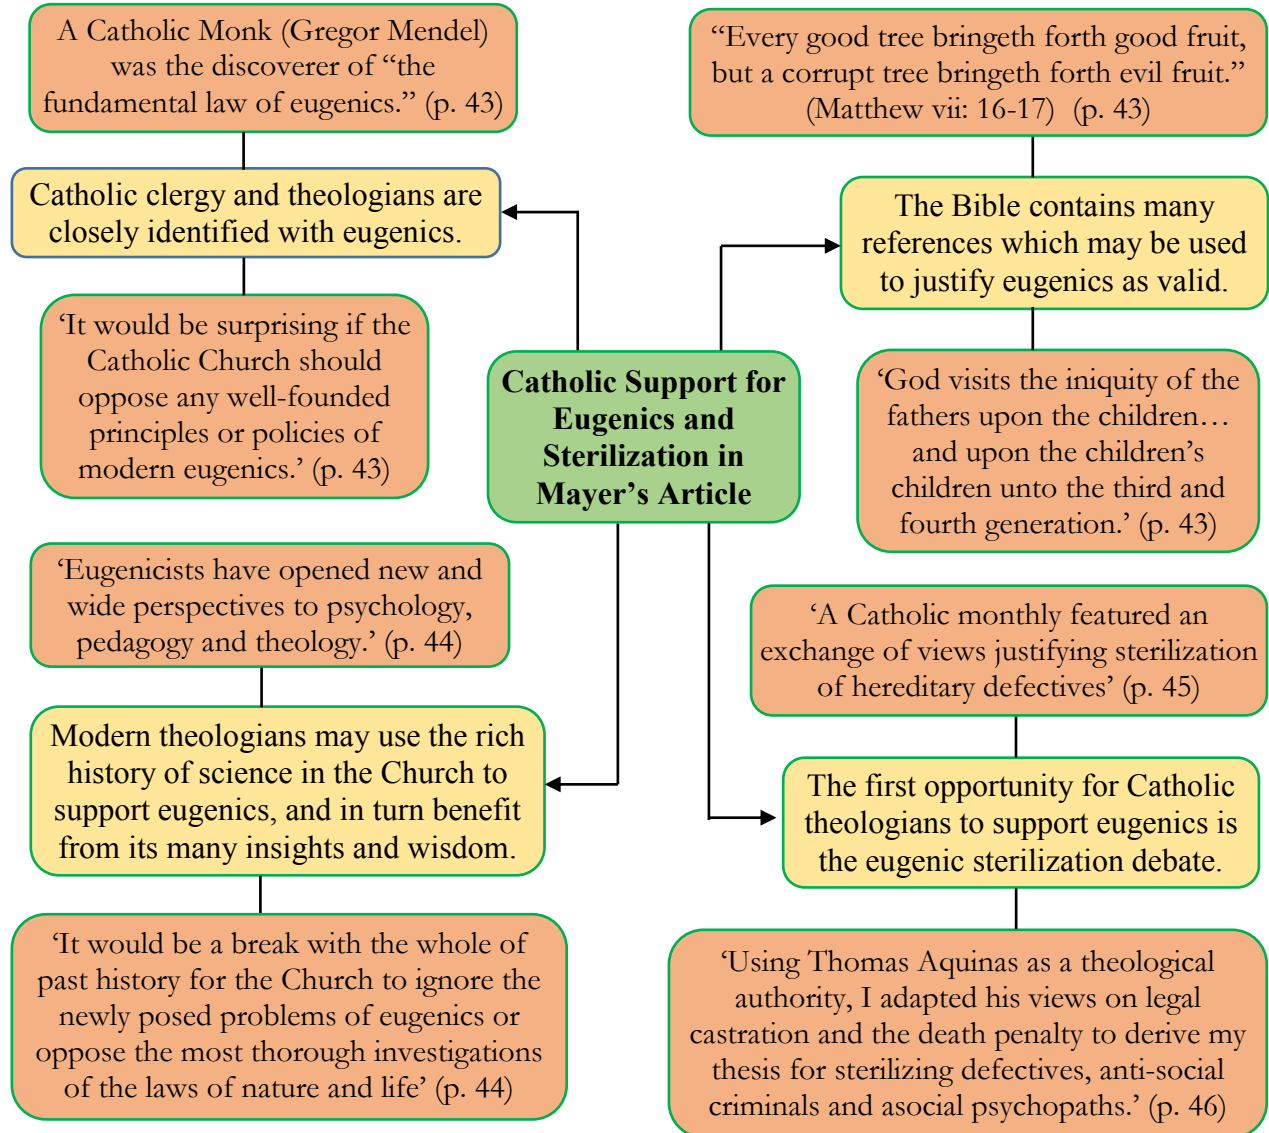 A Catholic Monk (Gregor Mendel)
was the discoverer of “the
fundamental law of eugenics.” (p. 43)
Catholic clergy and theologians are
closely identified with eugenics.
‘It would be surprising if the
Catholic Church should
oppose any well-founded
principles or policies of
modern eugenics.’ (p. 43)
“Every good tree bringeth forth good fruit,
but a corrupt tree bringeth forth evil fruit.”
(Matthew vii: 16-17) (p. 43)
The Bible contains many
references which may be used
to justify eugenics as valid.
‘God visits the iniquity of the
fathers upon the children…
and upon the children’s
children unto the third and
fourth generation.’ (p. 43)
Catholic Support for
Eugenics and
Sterilization in
Mayer’s Article
‘Eugenicists have opened new and
wide perspectives to psychology,
pedagogy and theology.’ (p. 44)
Modern theologians may use the rich
history of science in the Church to
support eugenics, and in turn benefit
from its many insights and wisdom.
‘It would be a break with the whole of
past history for the Church to ignore the
newly posed problems of eugenics or
oppose the most thorough investigations
of the laws of nature and life’ (p. 44)
‘A Catholic monthly featured an
exchange of views justifying sterilization
of hereditary defectives’ (p. 45)
The first opportunity for Catholic
theologians to support eugenics is
the eugenic sterilization debate.
‘Using Thomas Aquinas as a theological
authority, I adapted his views on legal
castration and the death penalty to derive my
thesis for sterilizing defectives, anti-social
criminals and asocial psychopaths.’ (p. 46)